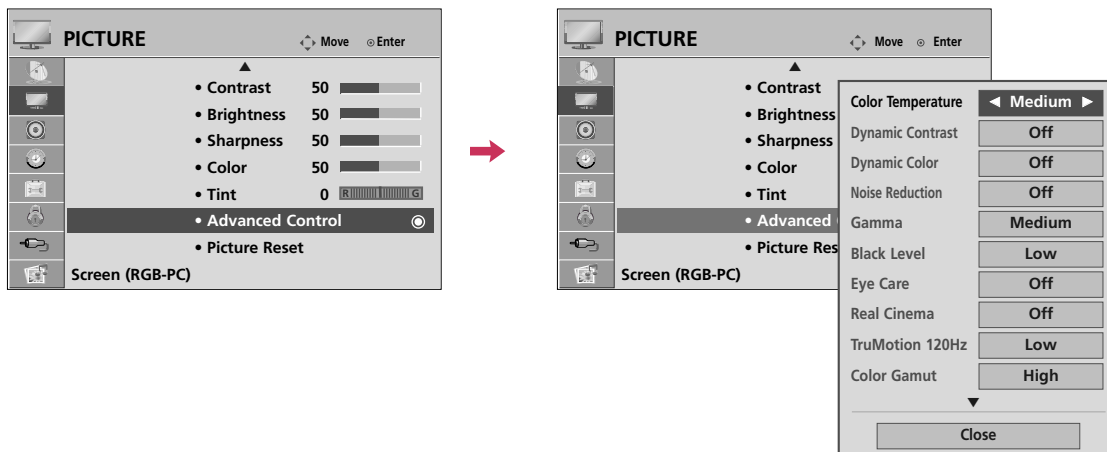 PICTURE Move Enter
• Contrast 50
• Brightness 50
• Sharpness 50
• Color 50
• Tint 0 R G
• Advanced Control
• Picture Reset
Screen (RGB-PC)
PICTURE Move Enter
• Contrast
• Brightness
• Sharpness
• Color
• Tint
• Advanced
• Picture Res
Screen (RGB-PC)
Color Temperature ◀ Medium ▶
Dynamic Contrast Off
Dynamic Color Off
Noise Reduction Off
Gamma Medium
Black Level Low
Eye Care Off
Real Cinema Off
TruMotion 120Hz Low
Color Gamut High
Close